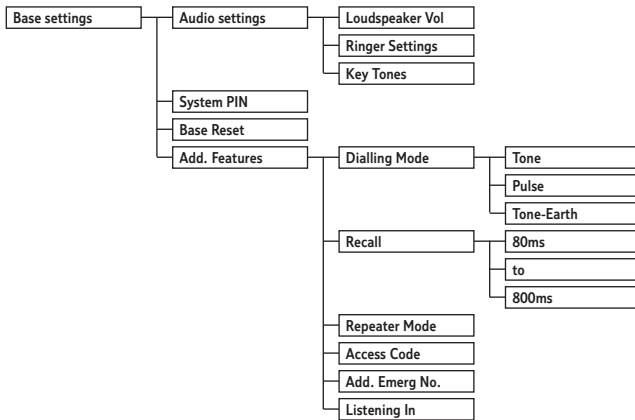 Base settings
Audio settings
Loudspeaker Vol
Ringer Settings
Key Tones
System PIN
Base Reset
Add. Features
Dialling Mode
Tone
Pulse
Tone-Earth
Recall
80ms
to
800ms
Repeater Mode
Access Code
Add. Emerg No.
Listening In